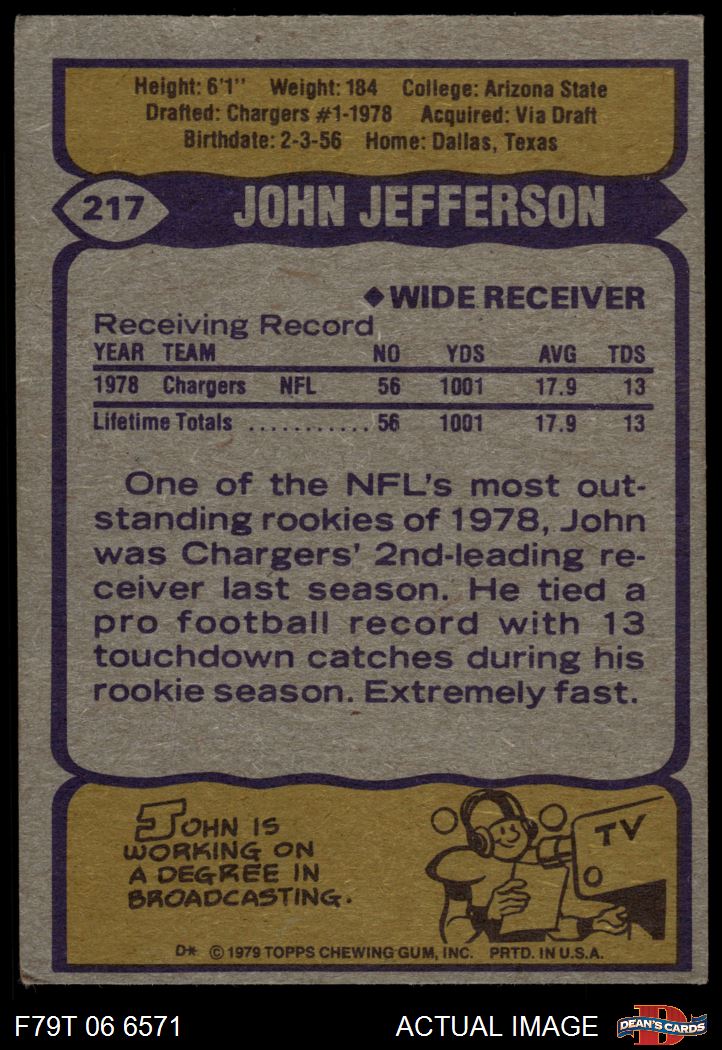 Height: 6'1" Weight: 184 College: Arizona State
Drafted: Chargers #1-1978 Acquired: Via Draft
Birthdate: 2-3-56 Home: Dallas, Texas
217 JOHN JEFFERSON
◆WIDE RECEIVER
Receiving Record
YEAR TEAM NO YDS AVG TDS
1978 Chargers NFL 56 1001 17.9 13
Lifetime Totals ........... 56 1001 17.9 13
One of the NFL's most out-
standing rookies of 1978, John
was Chargers' 2nd-leading re-
ceiver last season. He tied a
pro football record with 13
touchdown catches during his
rookie season. Extremely fast.
JOHN IS
WORKING ON
A DEGREE IN
BROADCASTING.
TV
D* © 1979 TOPPS CHEWING GUM, INC. PRTD. IN U.S.A.
F79T 06 6571 ACTUAL IMAGE
D
DEAN'S CARDS